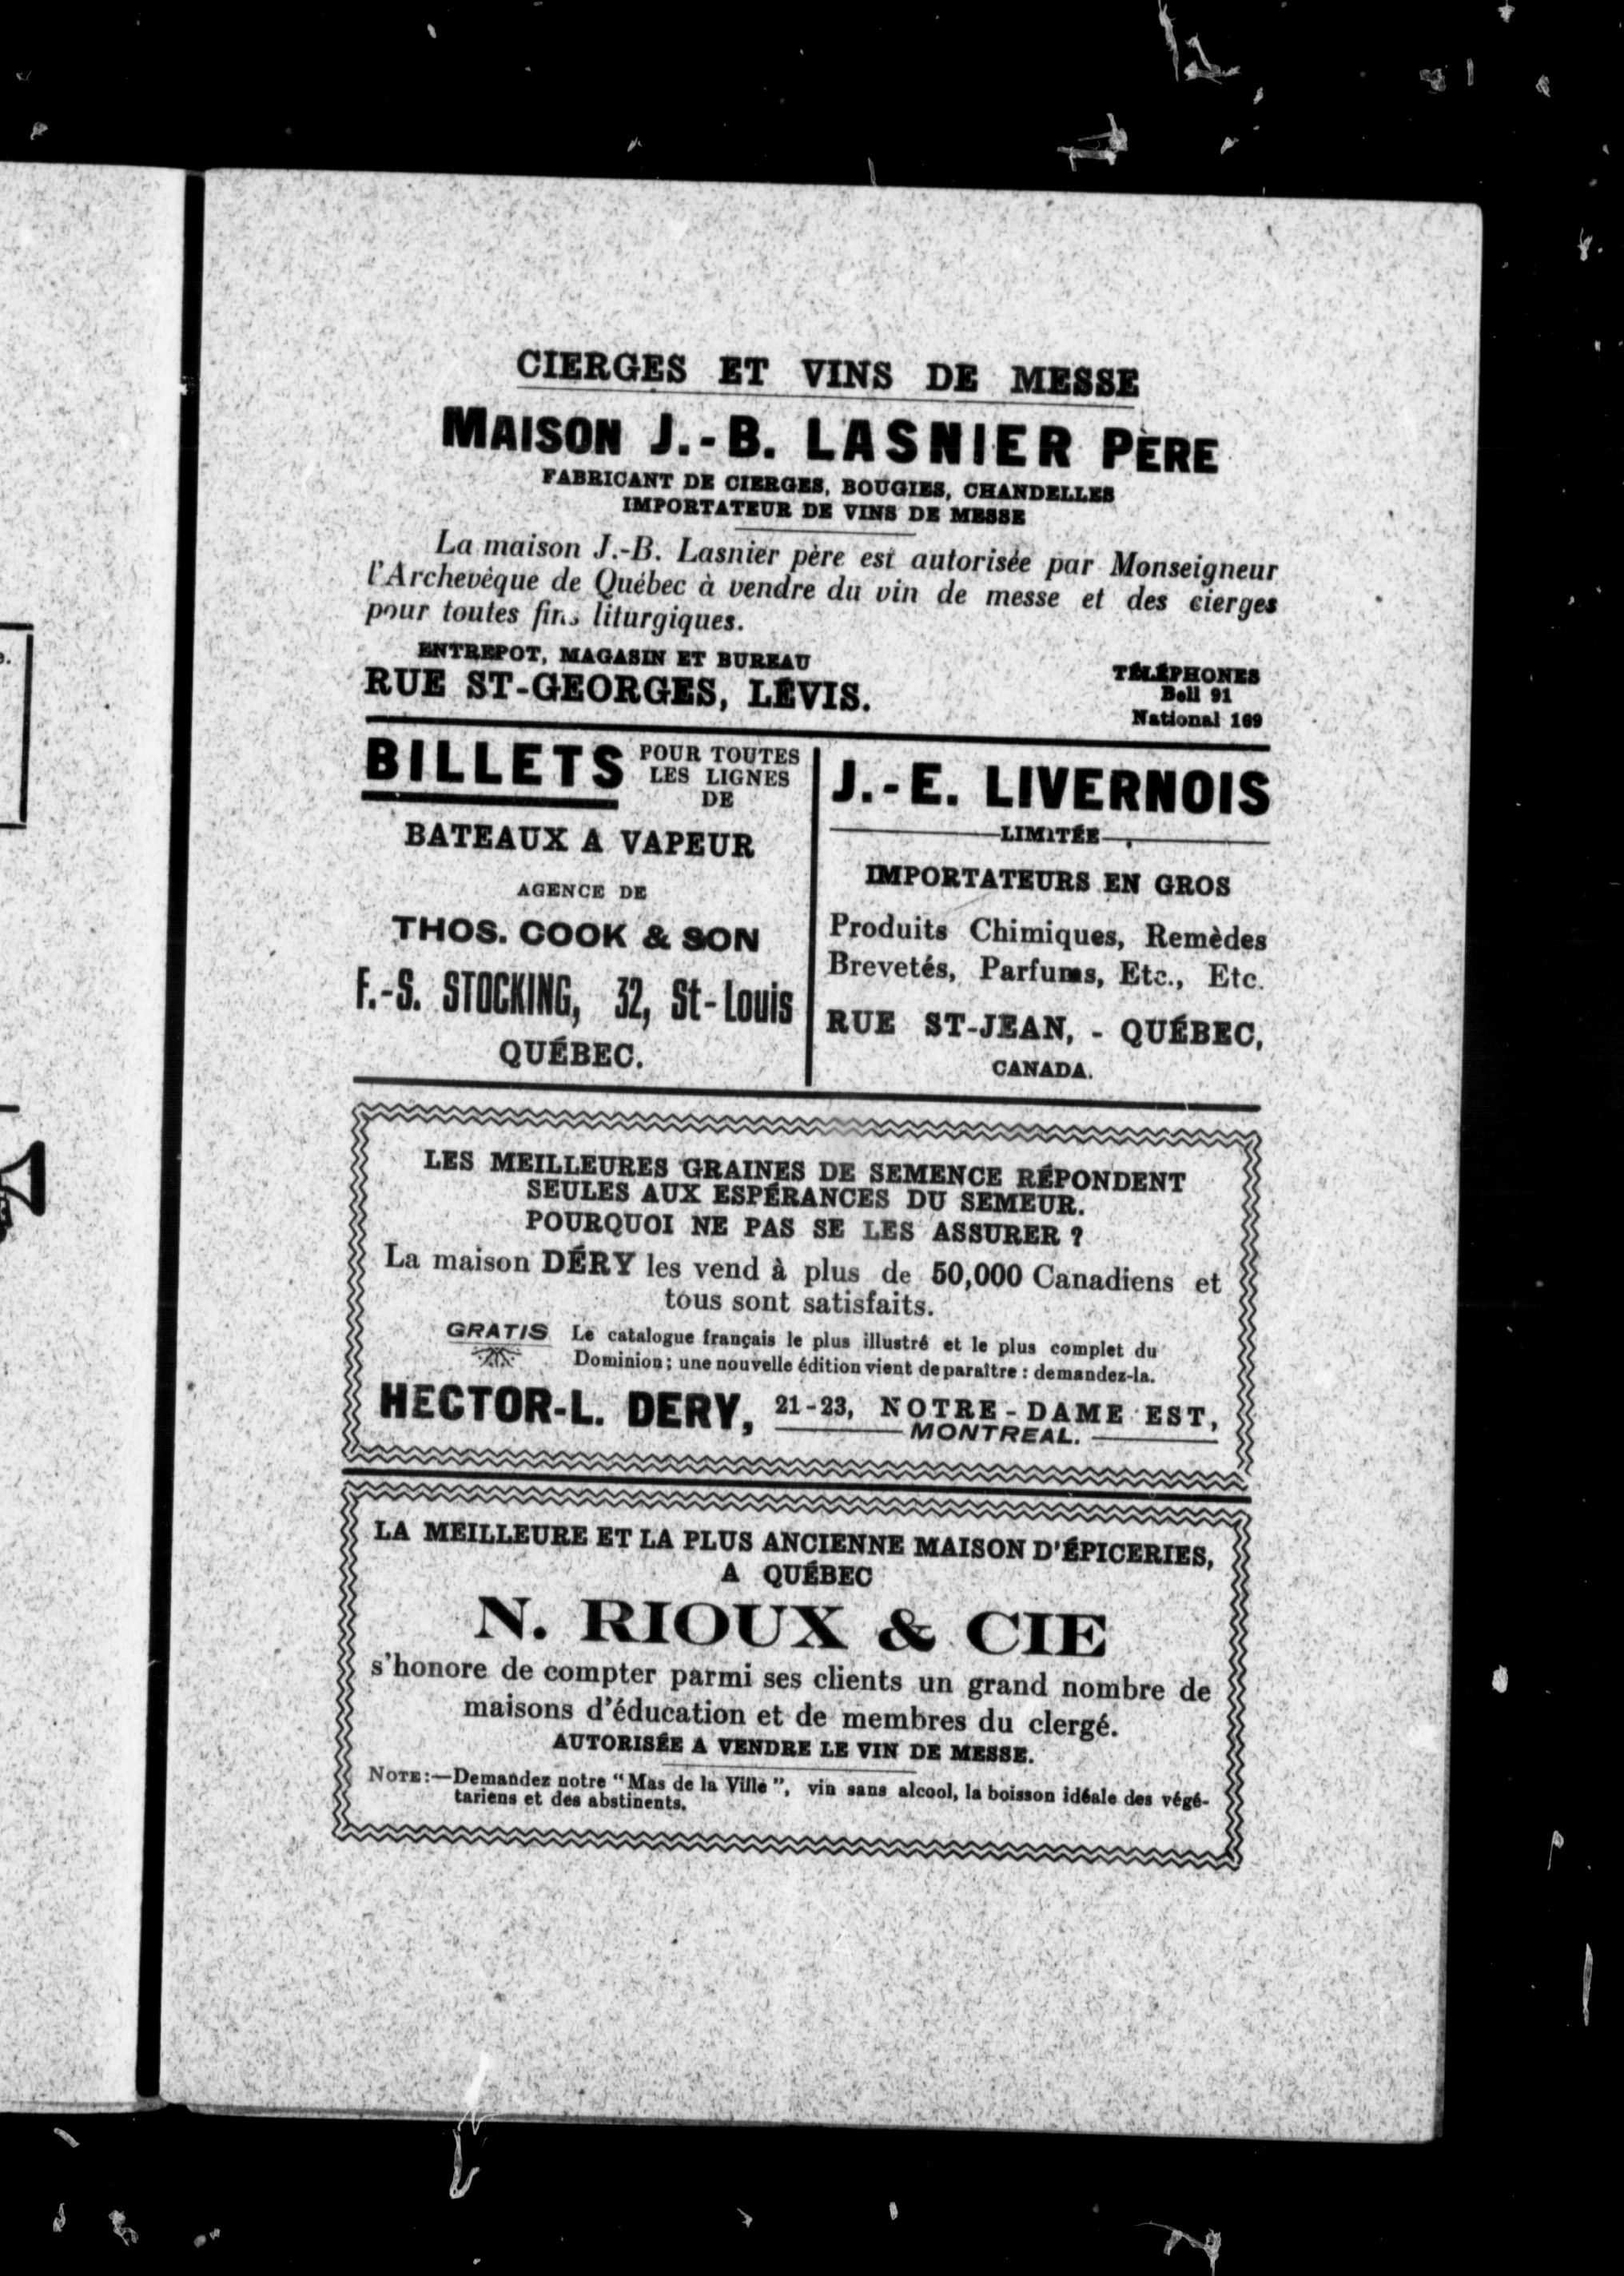 CIERGES ET VINS DE MESSE
MAISON J.-B. LASNIER PÈRE
FABRICANT DE CIERGES, BOUGIES, CHANDELLES
IMPORTATEUR DE VINS DE MESSE
La maison J.-B. Lasnier père est autorisée par Monseigneur
l'Archevêque de Québec à vendre du vin de messe et des cierges
pour toutes fins liturgiques.
ENTREPOT, MAGASIN ET BUREAU
RUE ST-GEORGES, LÉVIS.
TÉLÉPHONES
Bell 91
National 169
BILLETS POUR TOUTES
LES LIGNES
DE
BATEAUX A VAPEUR
AGENCE DE
THOS. COOK & SON
F.-S. STOCKING, 32, St-Louis
QUÉBEC.
J.-E. LIVERNOIS
LIMITÉE
IMPORTATEURS EN GROS
Produits Chimiques, Remèdes
Brevetés, Parfums, Etc., Etc.
RUE ST-JEAN, - QUÉBEC,
CANADA.
LES MEILLEURES GRAINES DE SEMENCE RÉPONDENT
SEULES AUX ESPÉRANCES DU SEMEUR.
POURQUOI NE PAS SE LES ASSURER ?
La maison DÉRY les vend à plus de 50,000 Canadiens et
tous sont satisfaits.
GRATIS Le catalogue français le plus illustré et le plus complet du
Dominion ; une nouvelle édition vient de paraître : demandez-la.
HECTOR-L. DERY, 21-23, NOTRE-DAME EST,
MONTREAL.
LA MEILLEURE ET LA PLUS ANCIENNE MAISON D'ÉPICERIES,
A QUÉBEC
N. RIOUX & CIE
s'honore de compter parmi ses clients un grand nombre de
maisons d'éducation et de membres du clergé.
AUTORISÉE A VENDRE LE VIN DE MESSE.
NOTE:—Demandez notre "Mas de la Ville", vin sans alcool, la boisson idéale des végé-
tariens et des abstinents.